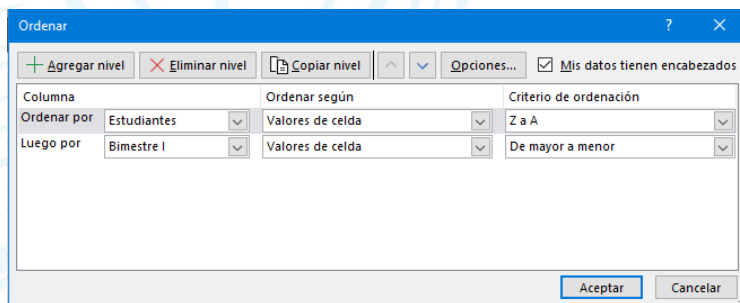 Ordenar ? ×
Agregar nivel Eliminar nivel Copiar nivel Opciones... Mis datos tienen encabezados
Columna Ordenar según Criterio de ordenación
Ordenar por Estudiantes Valores de celda Z a A
Luego por Bimestre I Valores de celda De mayor a menor
Aceptar Cancelar